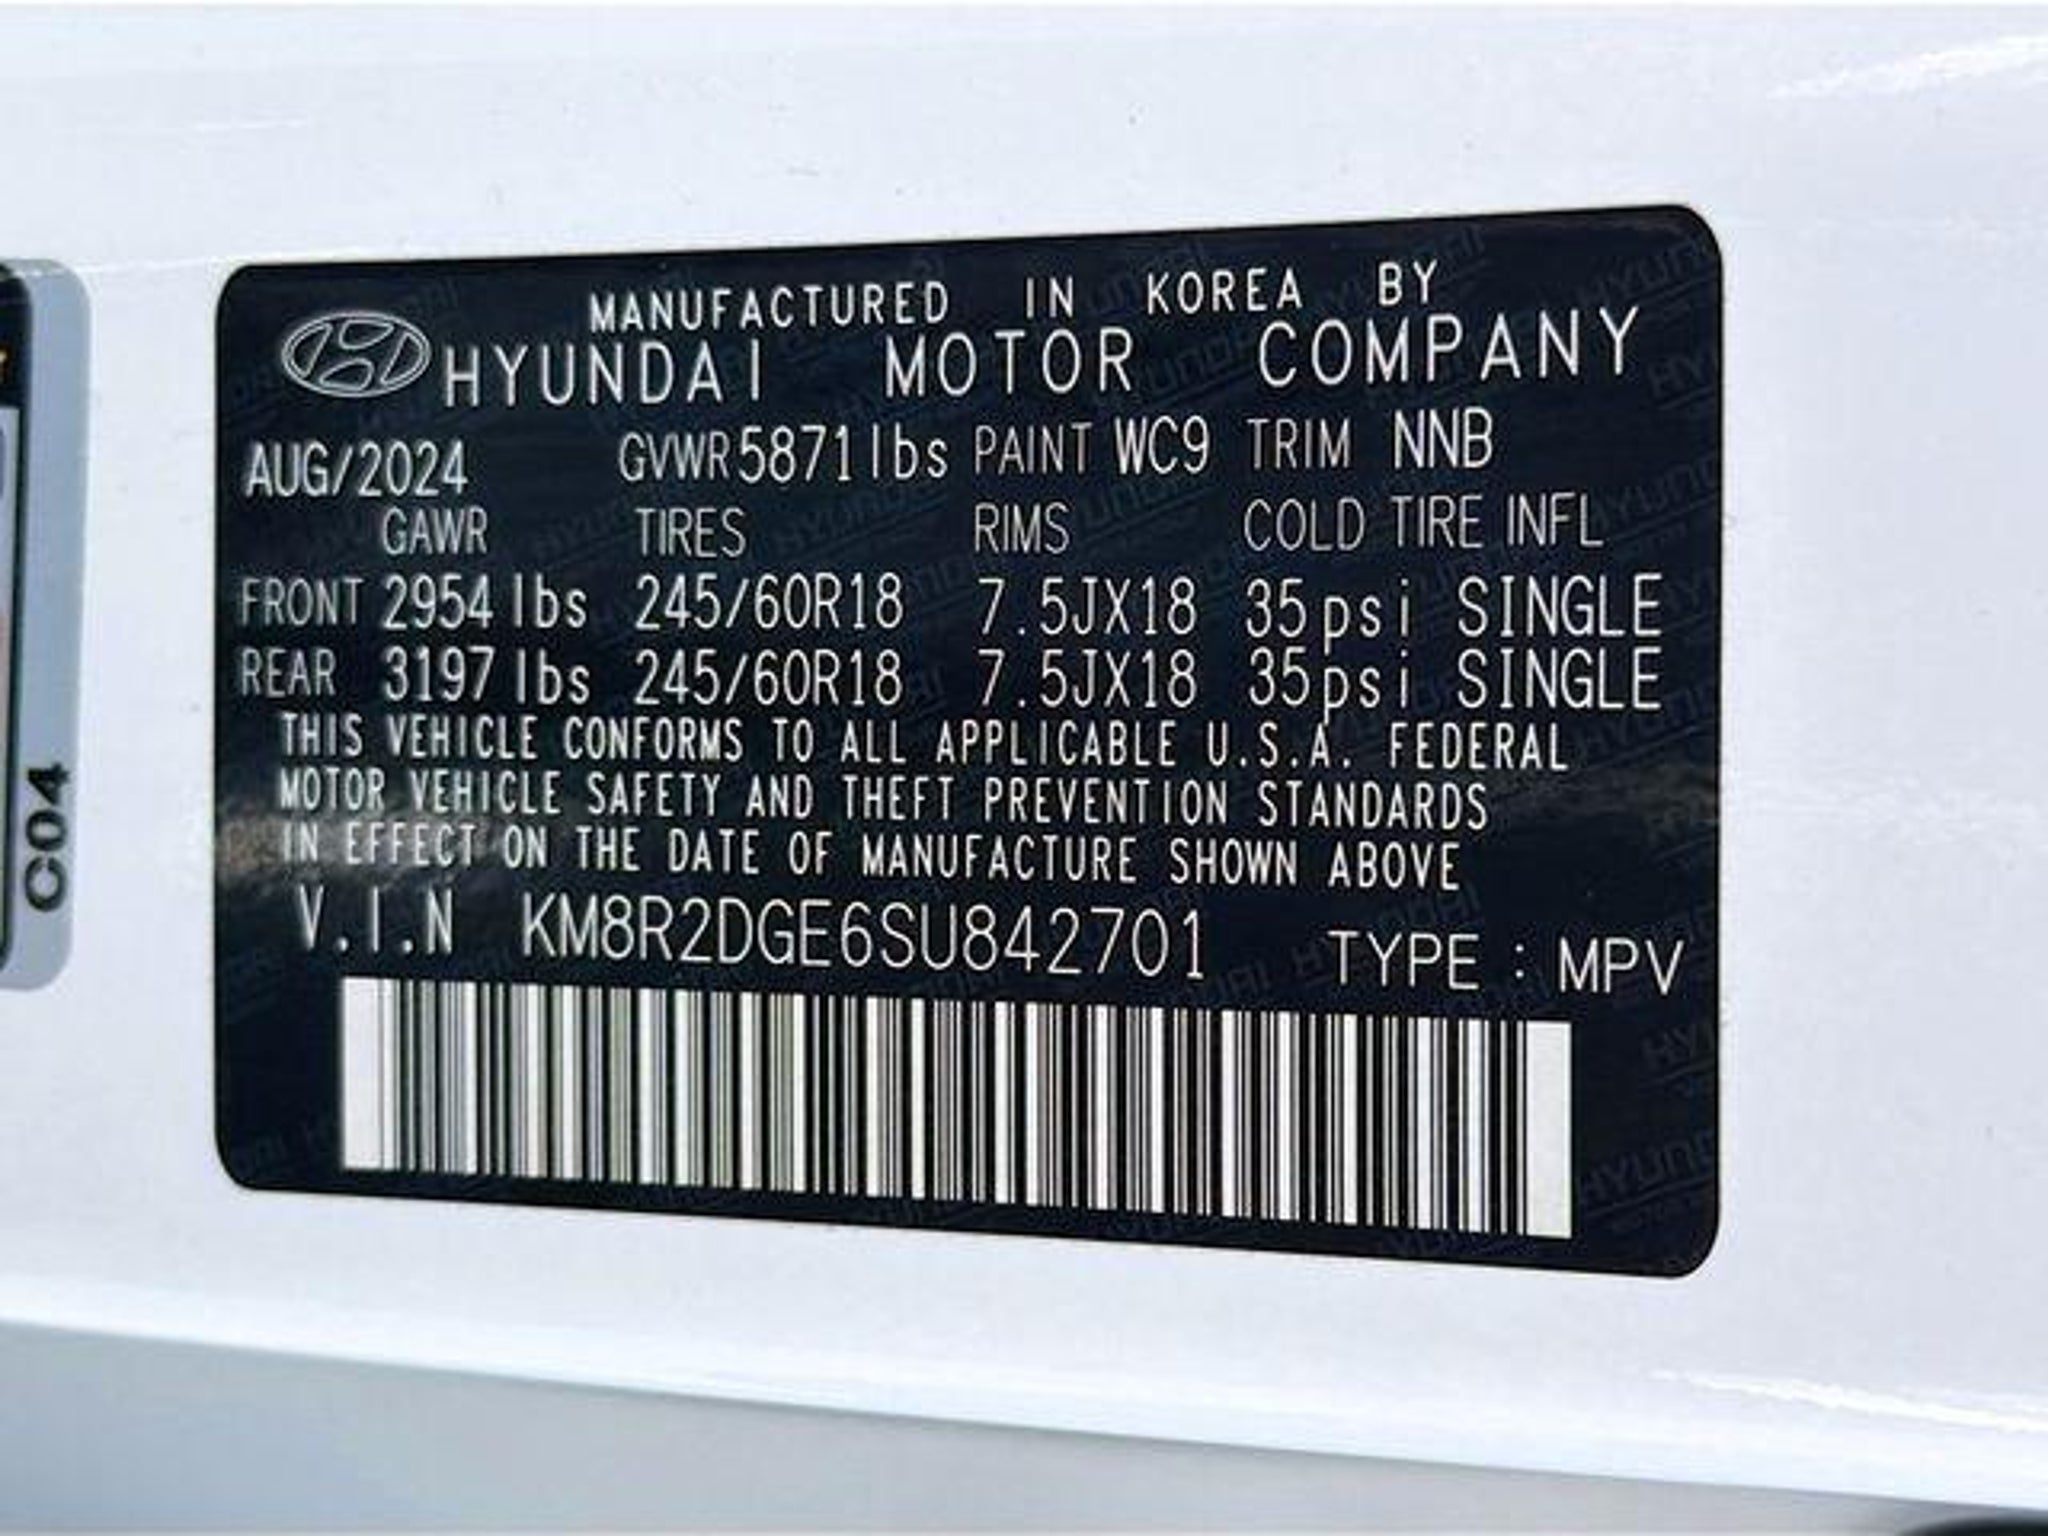 MANUFACTURED IN KOREA BY
HYUNDAI MOTOR COMPANY
AUG/2024 GVWR 5871lbs PAINT WC9 TRIM NNB
GAWR TIRES RIMS COLD TIRE INFL
FRONT 2954 lbs 245/60R18 7.5JX18 35psi SINGLE
REAR 3197 lbs 245/60R18 7.5JX18 35psi SINGLE
THIS VEHICLE CONFORMS TO ALL APPLICABLE U.S.A. FEDERAL
MOTOR VEHICLE SAFETY AND THEFT PREVENTION STANDARDS
IN EFFECT ON THE DATE OF MANUFACTURE SHOWN ABOVE
V.I.N KM8R2DGE6SU842701 TYPE : MPV
C04